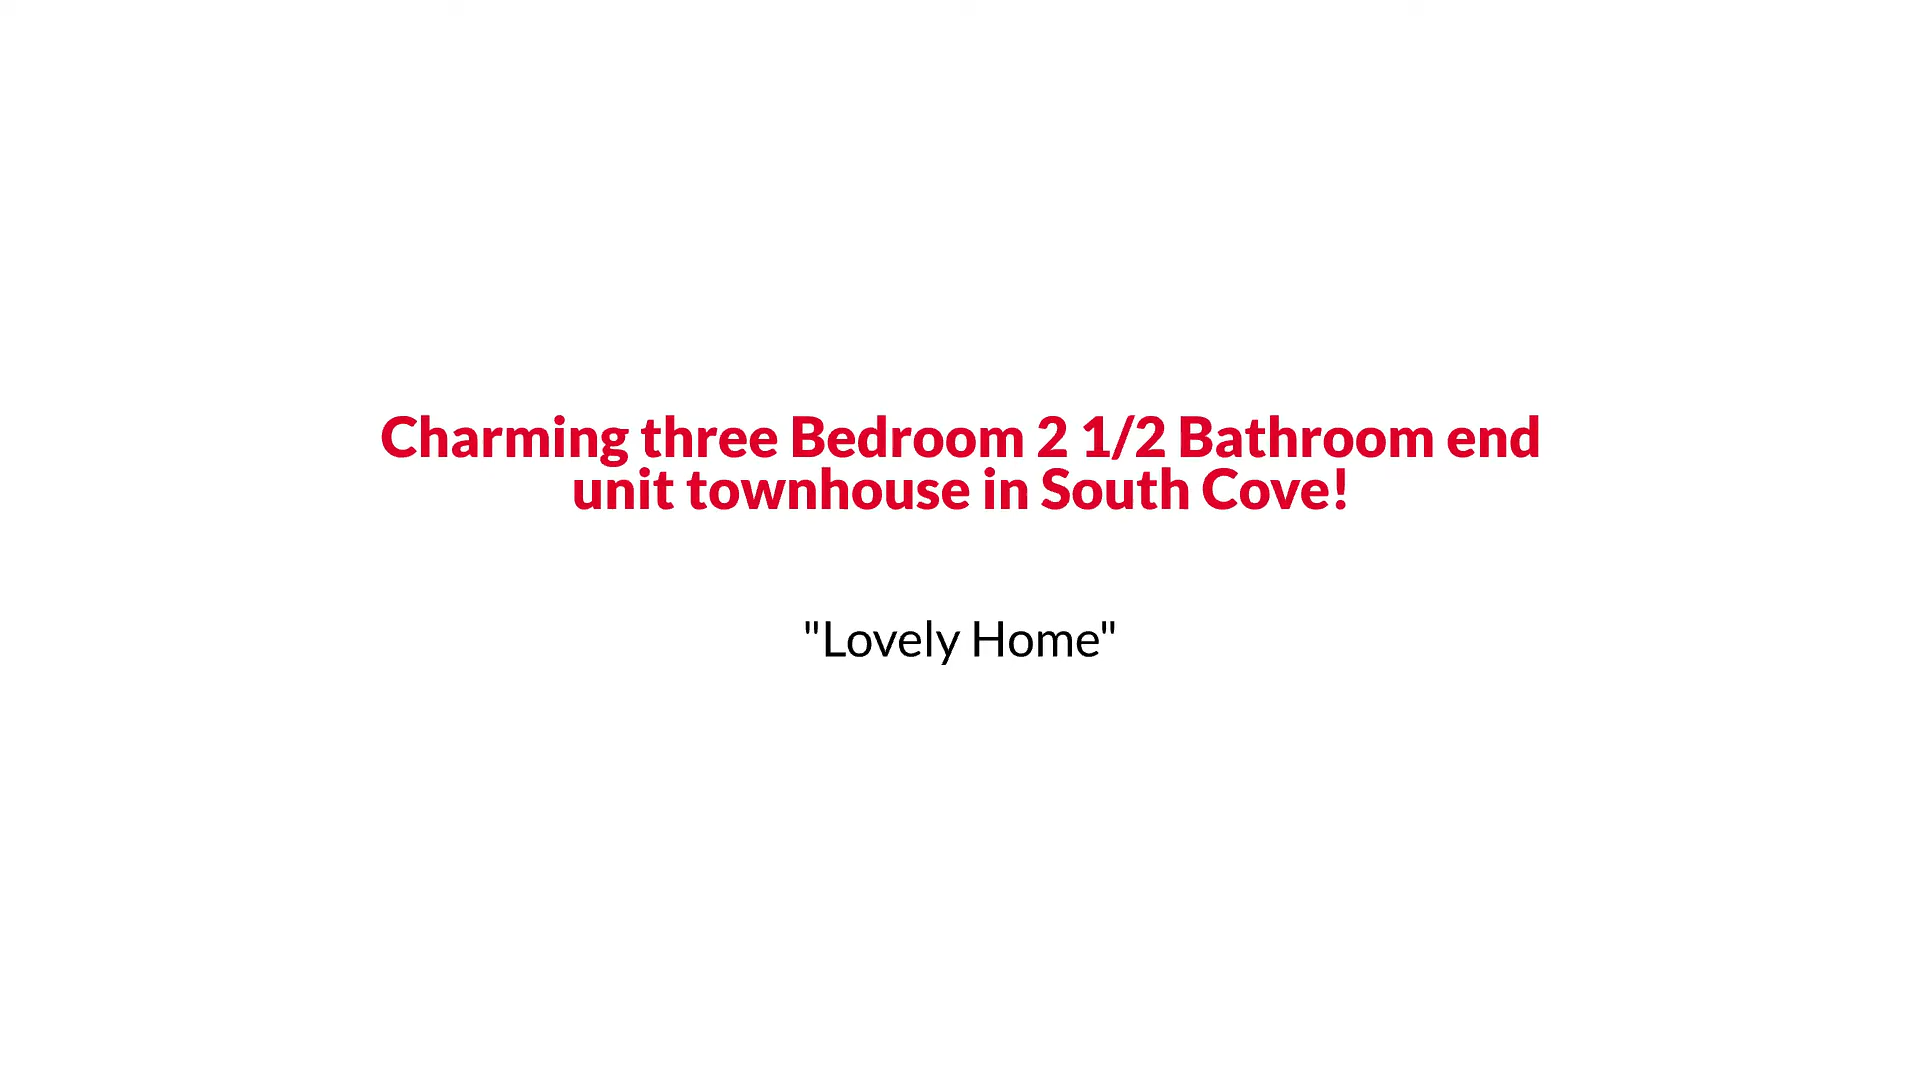 Charming three Bedroom 2 1/2 Bathroom end
unit townhouse in South Cove!
"Lovely Home"